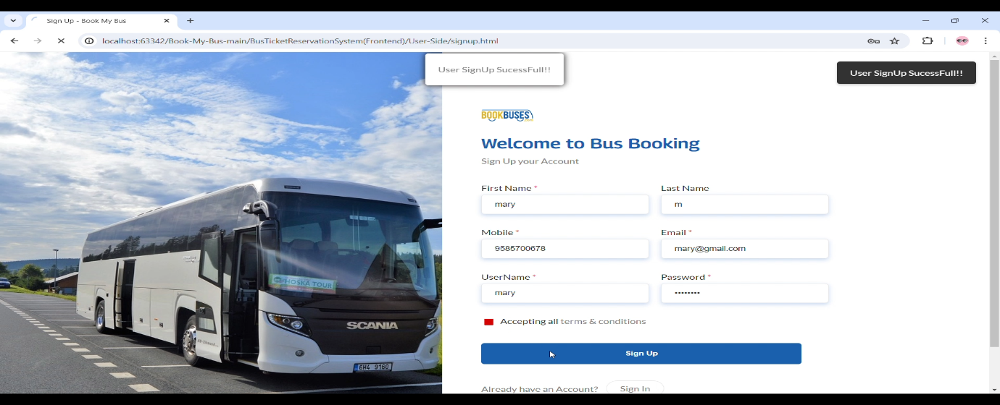 Sign Up - Book My Bus
localhost:63342/Book-My-Bus-main/BusTicketReservationSystem(Frontend)/User-Side/signup.html
User SignUp SucessFull!!
User SignUp SucessFull!!
BOOKBUSES
Welcome to Bus Booking
Sign Up your Account
First Name *
Last Name
mary
m
Mobile *
Email *
9585700678
mary@gmail.com
UserName *
Password *
mary
••••••••
Accepting all terms & conditions
Sign Up
Already have an Account?
Sign In
HOSKA TOUR
SCANIA
6H4 9160